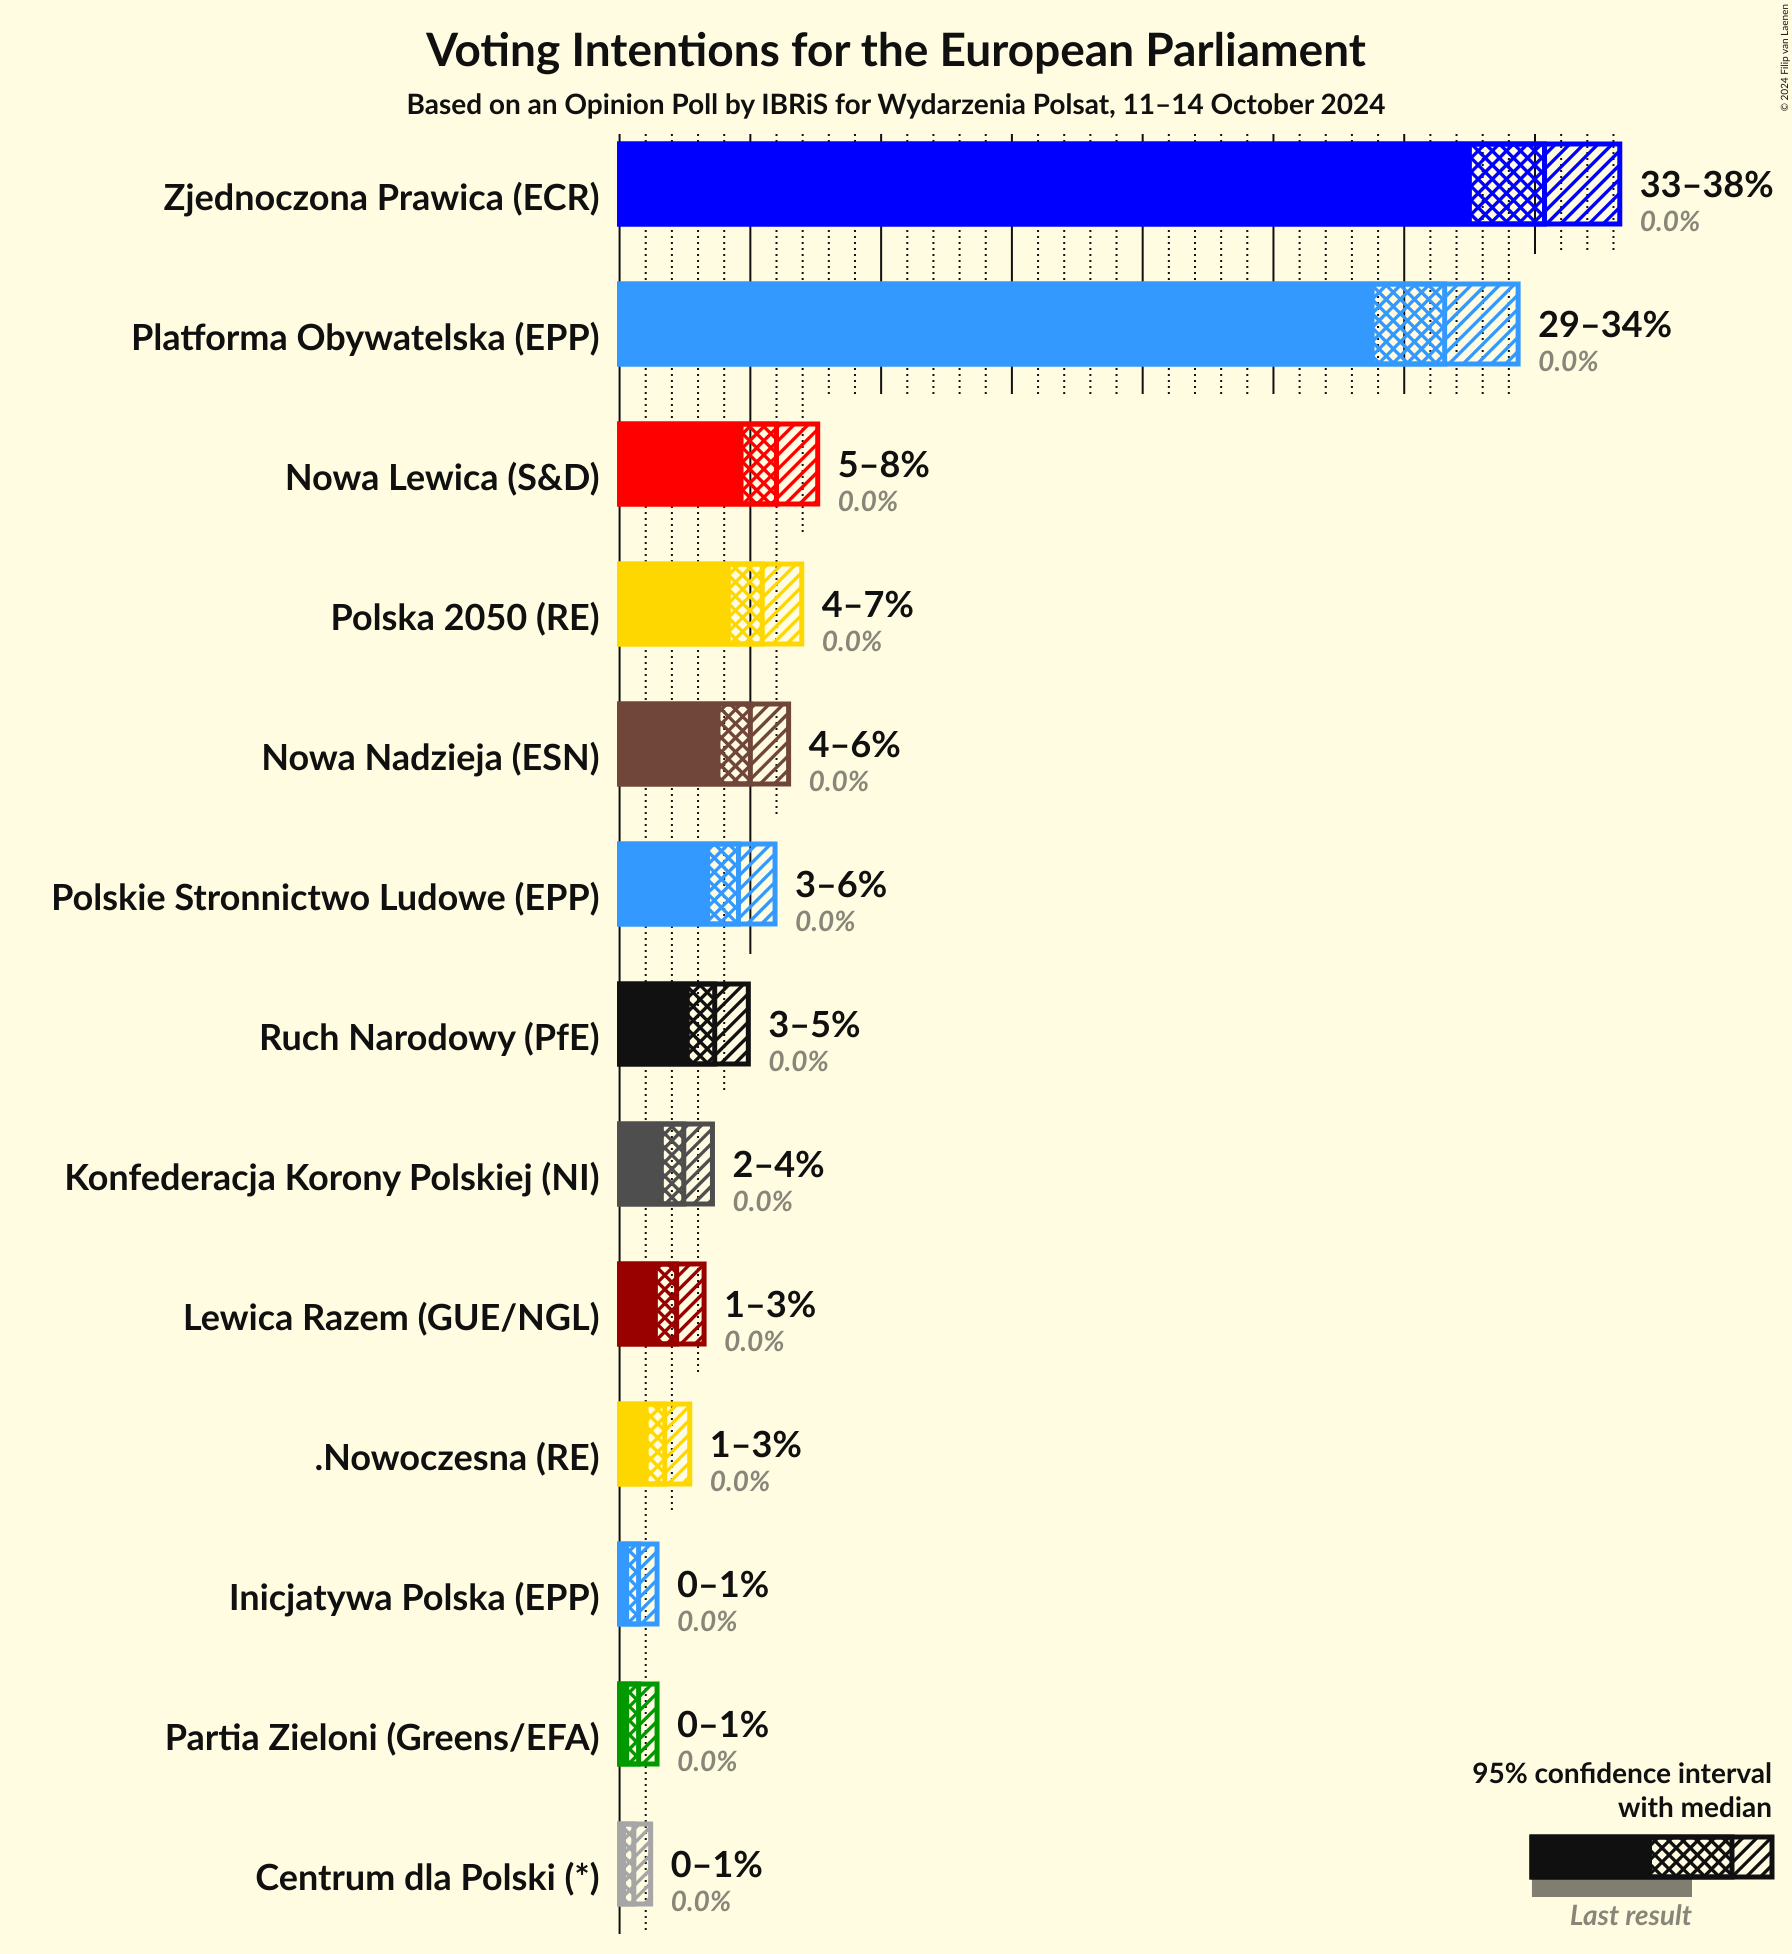 Voting Intentions for the European Parliament
Based on an Opinion Poll by IBRiS for Wydarzenia Polsat, 11–14 October 2024
© 2024 Filip van Laenen
Zjednoczona Prawica (ECR)
33–38%
0.0%
Platforma Obywatelska (EPP)
29–34%
0.0%
Nowa Lewica (S&D)
5–8%
0.0%
Polska 2050 (RE)
4–7%
0.0%
Nowa Nadzieja (ESN)
4–6%
0.0%
Polskie Stronnictwo Ludowe (EPP)
3–6%
0.0%
Ruch Narodowy (PfE)
3–5%
0.0%
Konfederacja Korony Polskiej (NI)
2–4%
0.0%
Lewica Razem (GUE/NGL)
1–3%
0.0%
.Nowoczesna (RE)
1–3%
0.0%
Inicjatywa Polska (EPP)
0–1%
0.0%
Partia Zieloni (Greens/EFA)
0–1%
0.0%
Centrum dla Polski (*)
0–1%
0.0%
95% confidence interval
with median
Last result